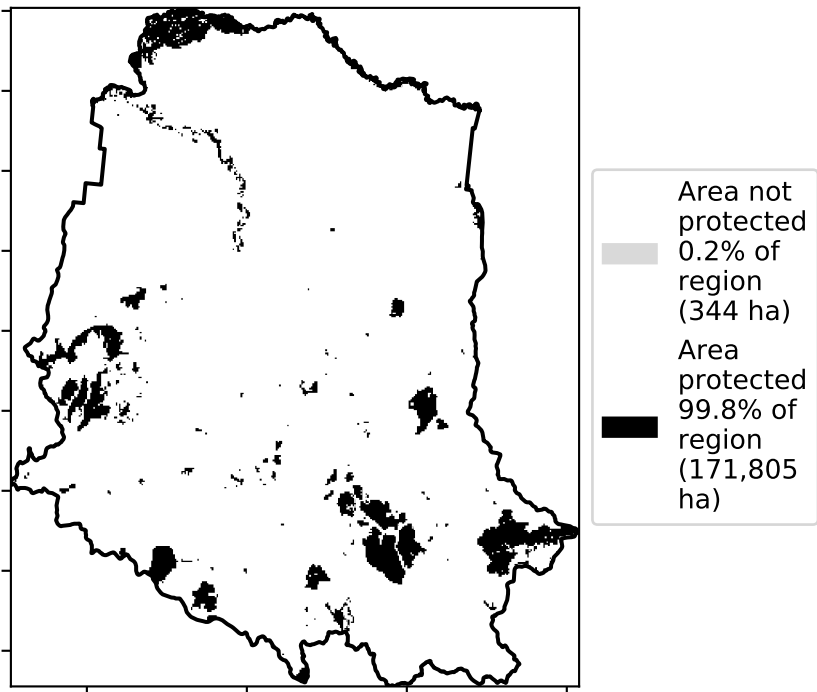 Area not
protected
0.2% of
region
(344 ha)
Area
protected
99.8% of
region
(171,805
ha)